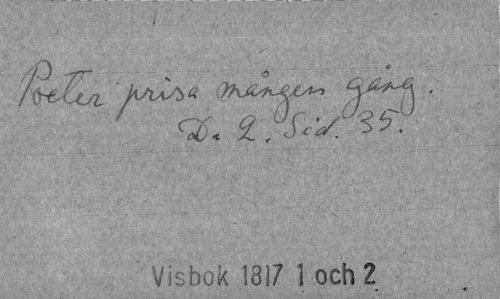 Poeter prisa mången gång.
D. 2. Sid. 35.
Visbok 1817 1 och 2